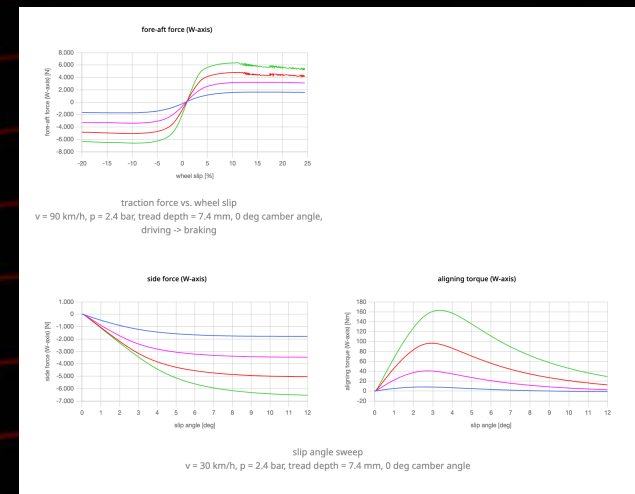 fore-aft force (W-axis)
8.000
6.000
4.000
2.000
0
-2.000
-4.000
-6.000
-8.000
fore-aft force (W-axis) [N]
-20 -15 -10 -5 0 5 10 15 20 25
wheel slip [%]
traction force vs. wheel slip
v = 90 km/h, p = 2.4 bar, tread depth = 7.4 mm, 0 deg camber angle,
driving -> braking
side force (W-axis)
1.000
0
-1.000
-2.000
-3.000
-4.000
-5.000
-6.000
-7.000
side force (W-axis) [N]
0 1 2 3 4 5 6 7 8 9 10 11 12
slip angle [deg]
aligning torque (W-axis)
180
160
140
120
100
80
60
40
20
0
-20
aligning torque (W-axis) [Nm]
0 1 2 3 4 5 6 7 8 9 10 11 12
slip angle [deg]
slip angle sweep
v = 30 km/h, p = 2.4 bar, tread depth = 7.4 mm, 0 deg camber angle